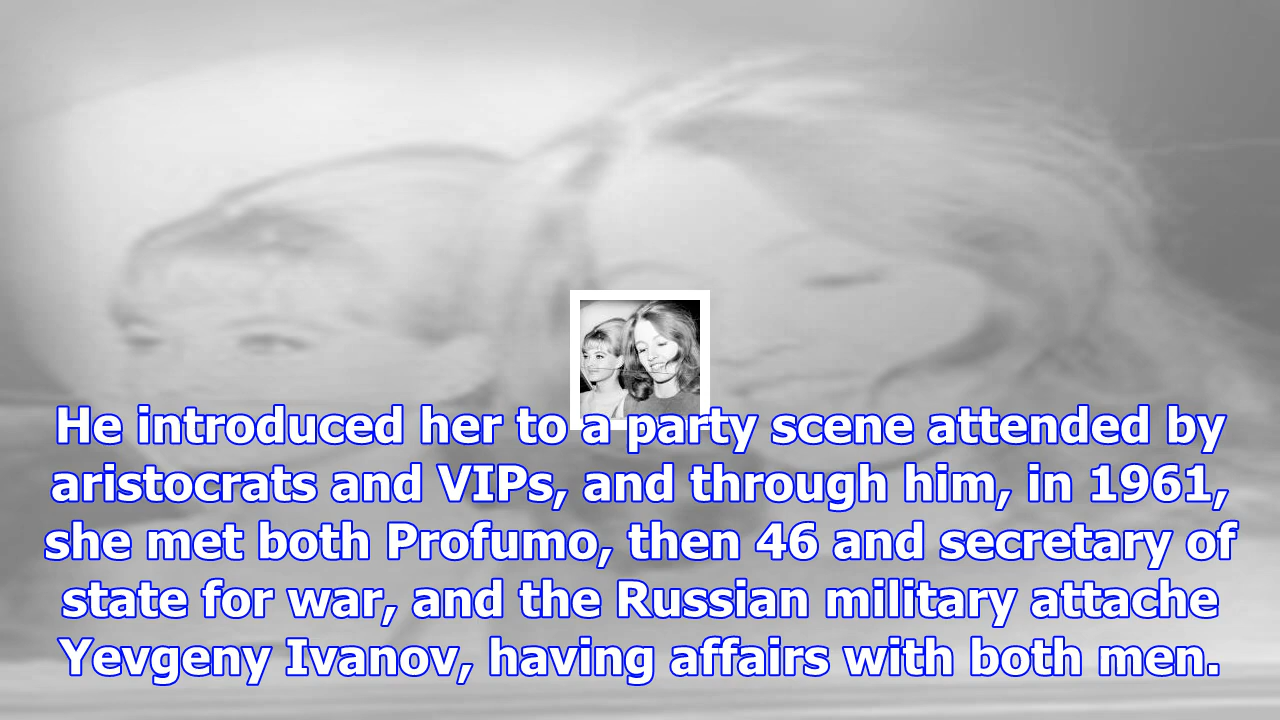 He introduced her to a party scene attended by
aristocrats and VIPs, and through him, in 1961,
she met both Profumo, then 46 and secretary of
state for war, and the Russian military attache
Yevgeny Ivanov, having affairs with both men.